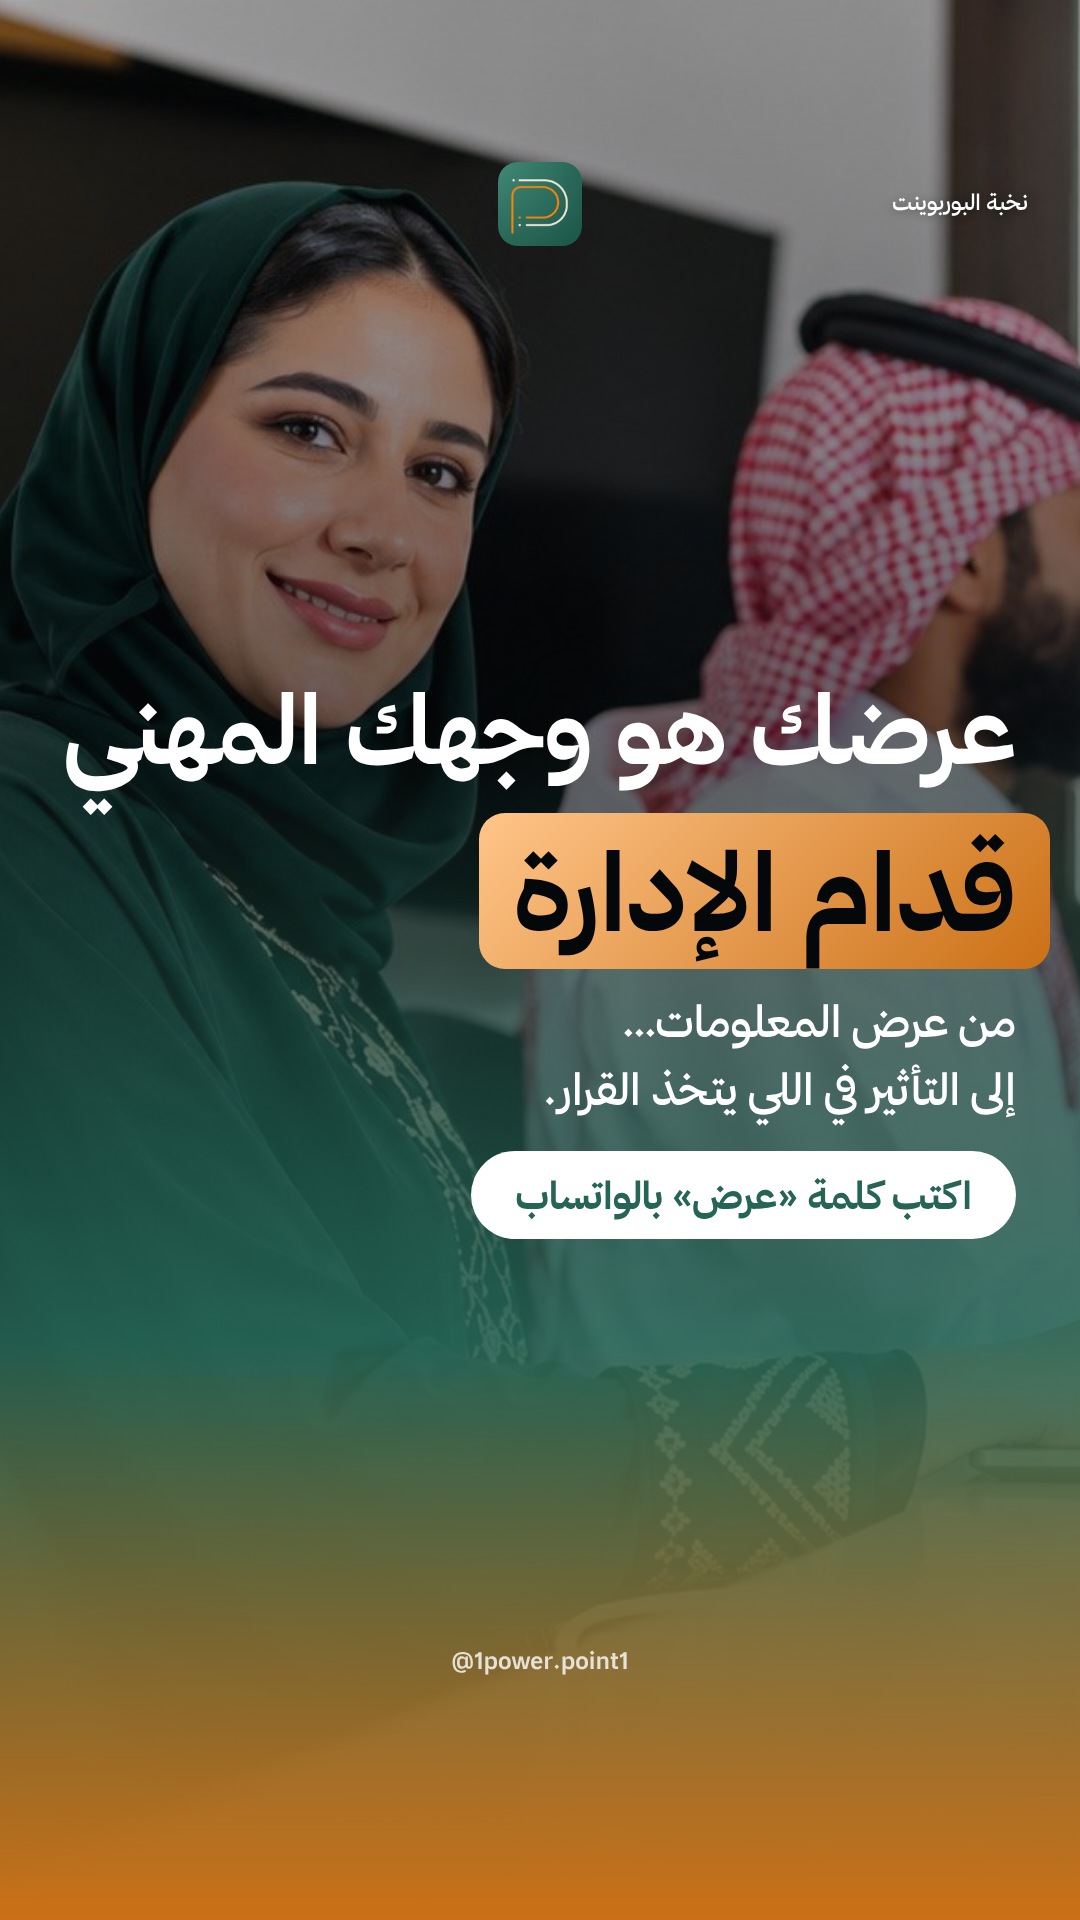 نخبة البوربوينت
عرضك هو وجهك المهني
قدام الإدارة
من عرض المعلومات...
إلى التأثير في اللي يتخذ القرار.
اكتب كلمة «عرض» بالواتساب
@1power.point1